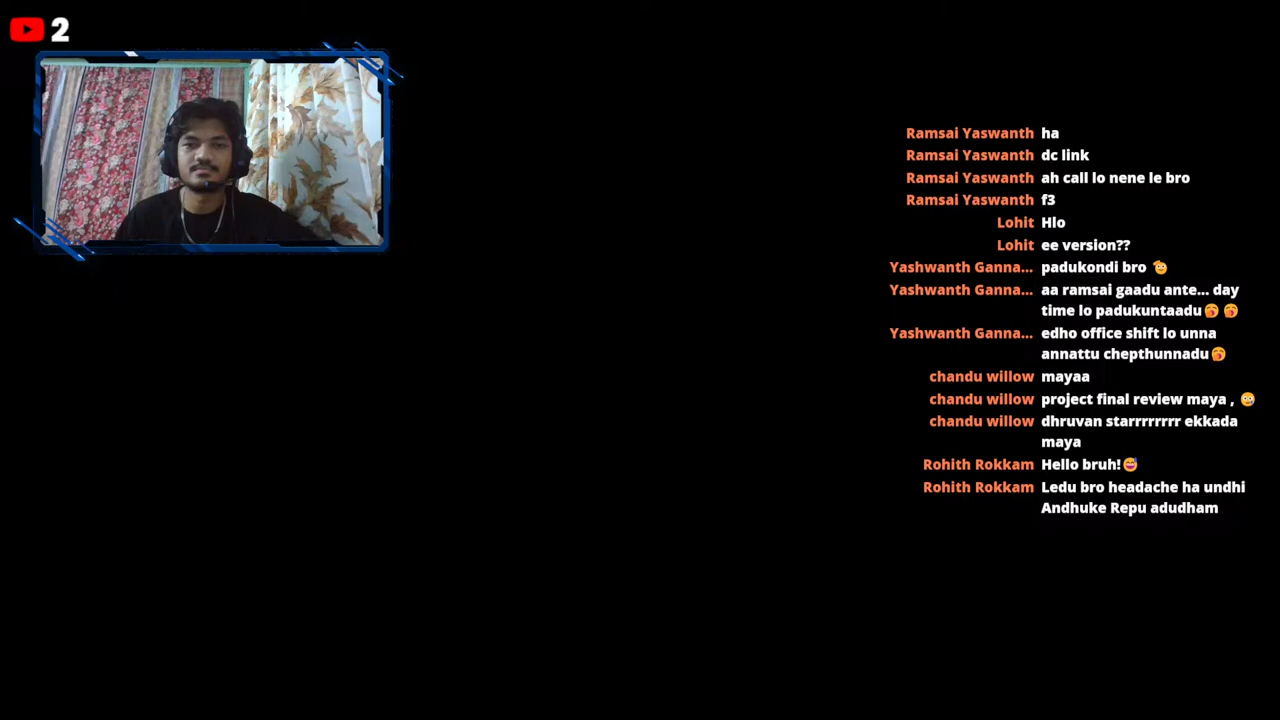 2
Ramsai Yaswanth ha
Ramsai Yaswanth dc link
Ramsai Yaswanth ah call lo nene le bro
Ramsai Yaswanth f3
Lohit Hlo
Lohit ee version??
Yashwanth Ganna... padukondi bro 🫡
Yashwanth Ganna... aa ramsai gaadu ante... day
time lo padukuntaadu🥱 🥱
Yashwanth Ganna... edho office shift lo unna
annattu chepthunnadu🥱
chandu willow mayaa
chandu willow project final review maya , 🥲
chandu willow dhruvan starrrrrrrr ekkada
maya
Rohith Rokkam Hello bruh!😅
Rohith Rokkam Ledu bro headache ha undhi
Andhuke Repu adudham